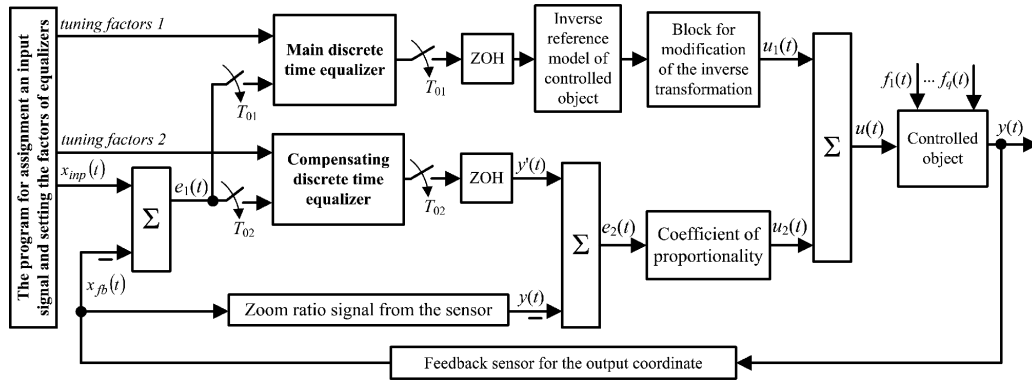 The program for assignment an input
signal and setting the factors of equalizers
tuning factors 1
Main discrete
time equalizer
T01
T01
ZOH
Inverse
reference
model of
controlled
object
Block for
modification
of the inverse
transformation
u1(t)
Σ
u(t)
f1(t) ... fq(t)
Controlled
object
y(t)
tuning factors 2
xinp(t)
Σ
e1(t)
T02
Compensating
discrete time
equalizer
T02
ZOH
y'(t)
Σ
e2(t)
Coefficient of
proportionality
u2(t)
–
xfb(t)
Zoom ratio signal from the sensor
y(t)
–
Feedback sensor for the output coordinate